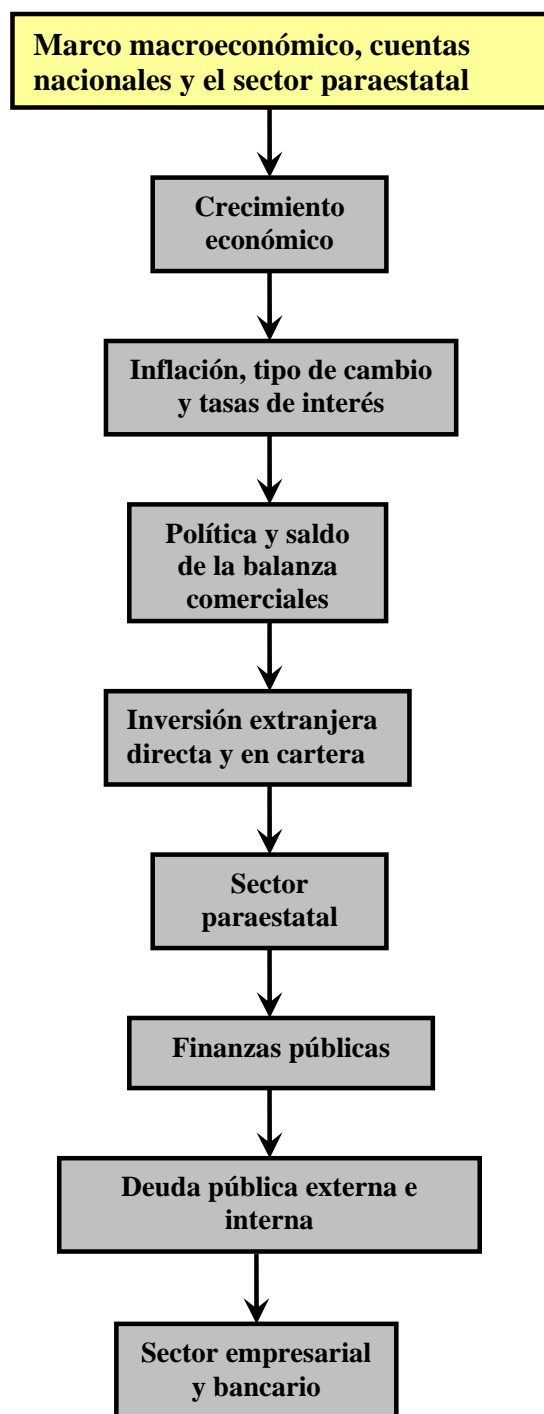 Marco macroeconómico, cuentas
nacionales y el sector paraestatal
Crecimiento
económico
Inflación, tipo de cambio
y tasas de interés
Política y saldo
de la balanza
comerciales
Inversión extranjera
directa y en cartera
Sector
paraestatal
Finanzas públicas
Deuda pública externa e
interna
Sector empresarial
y bancario